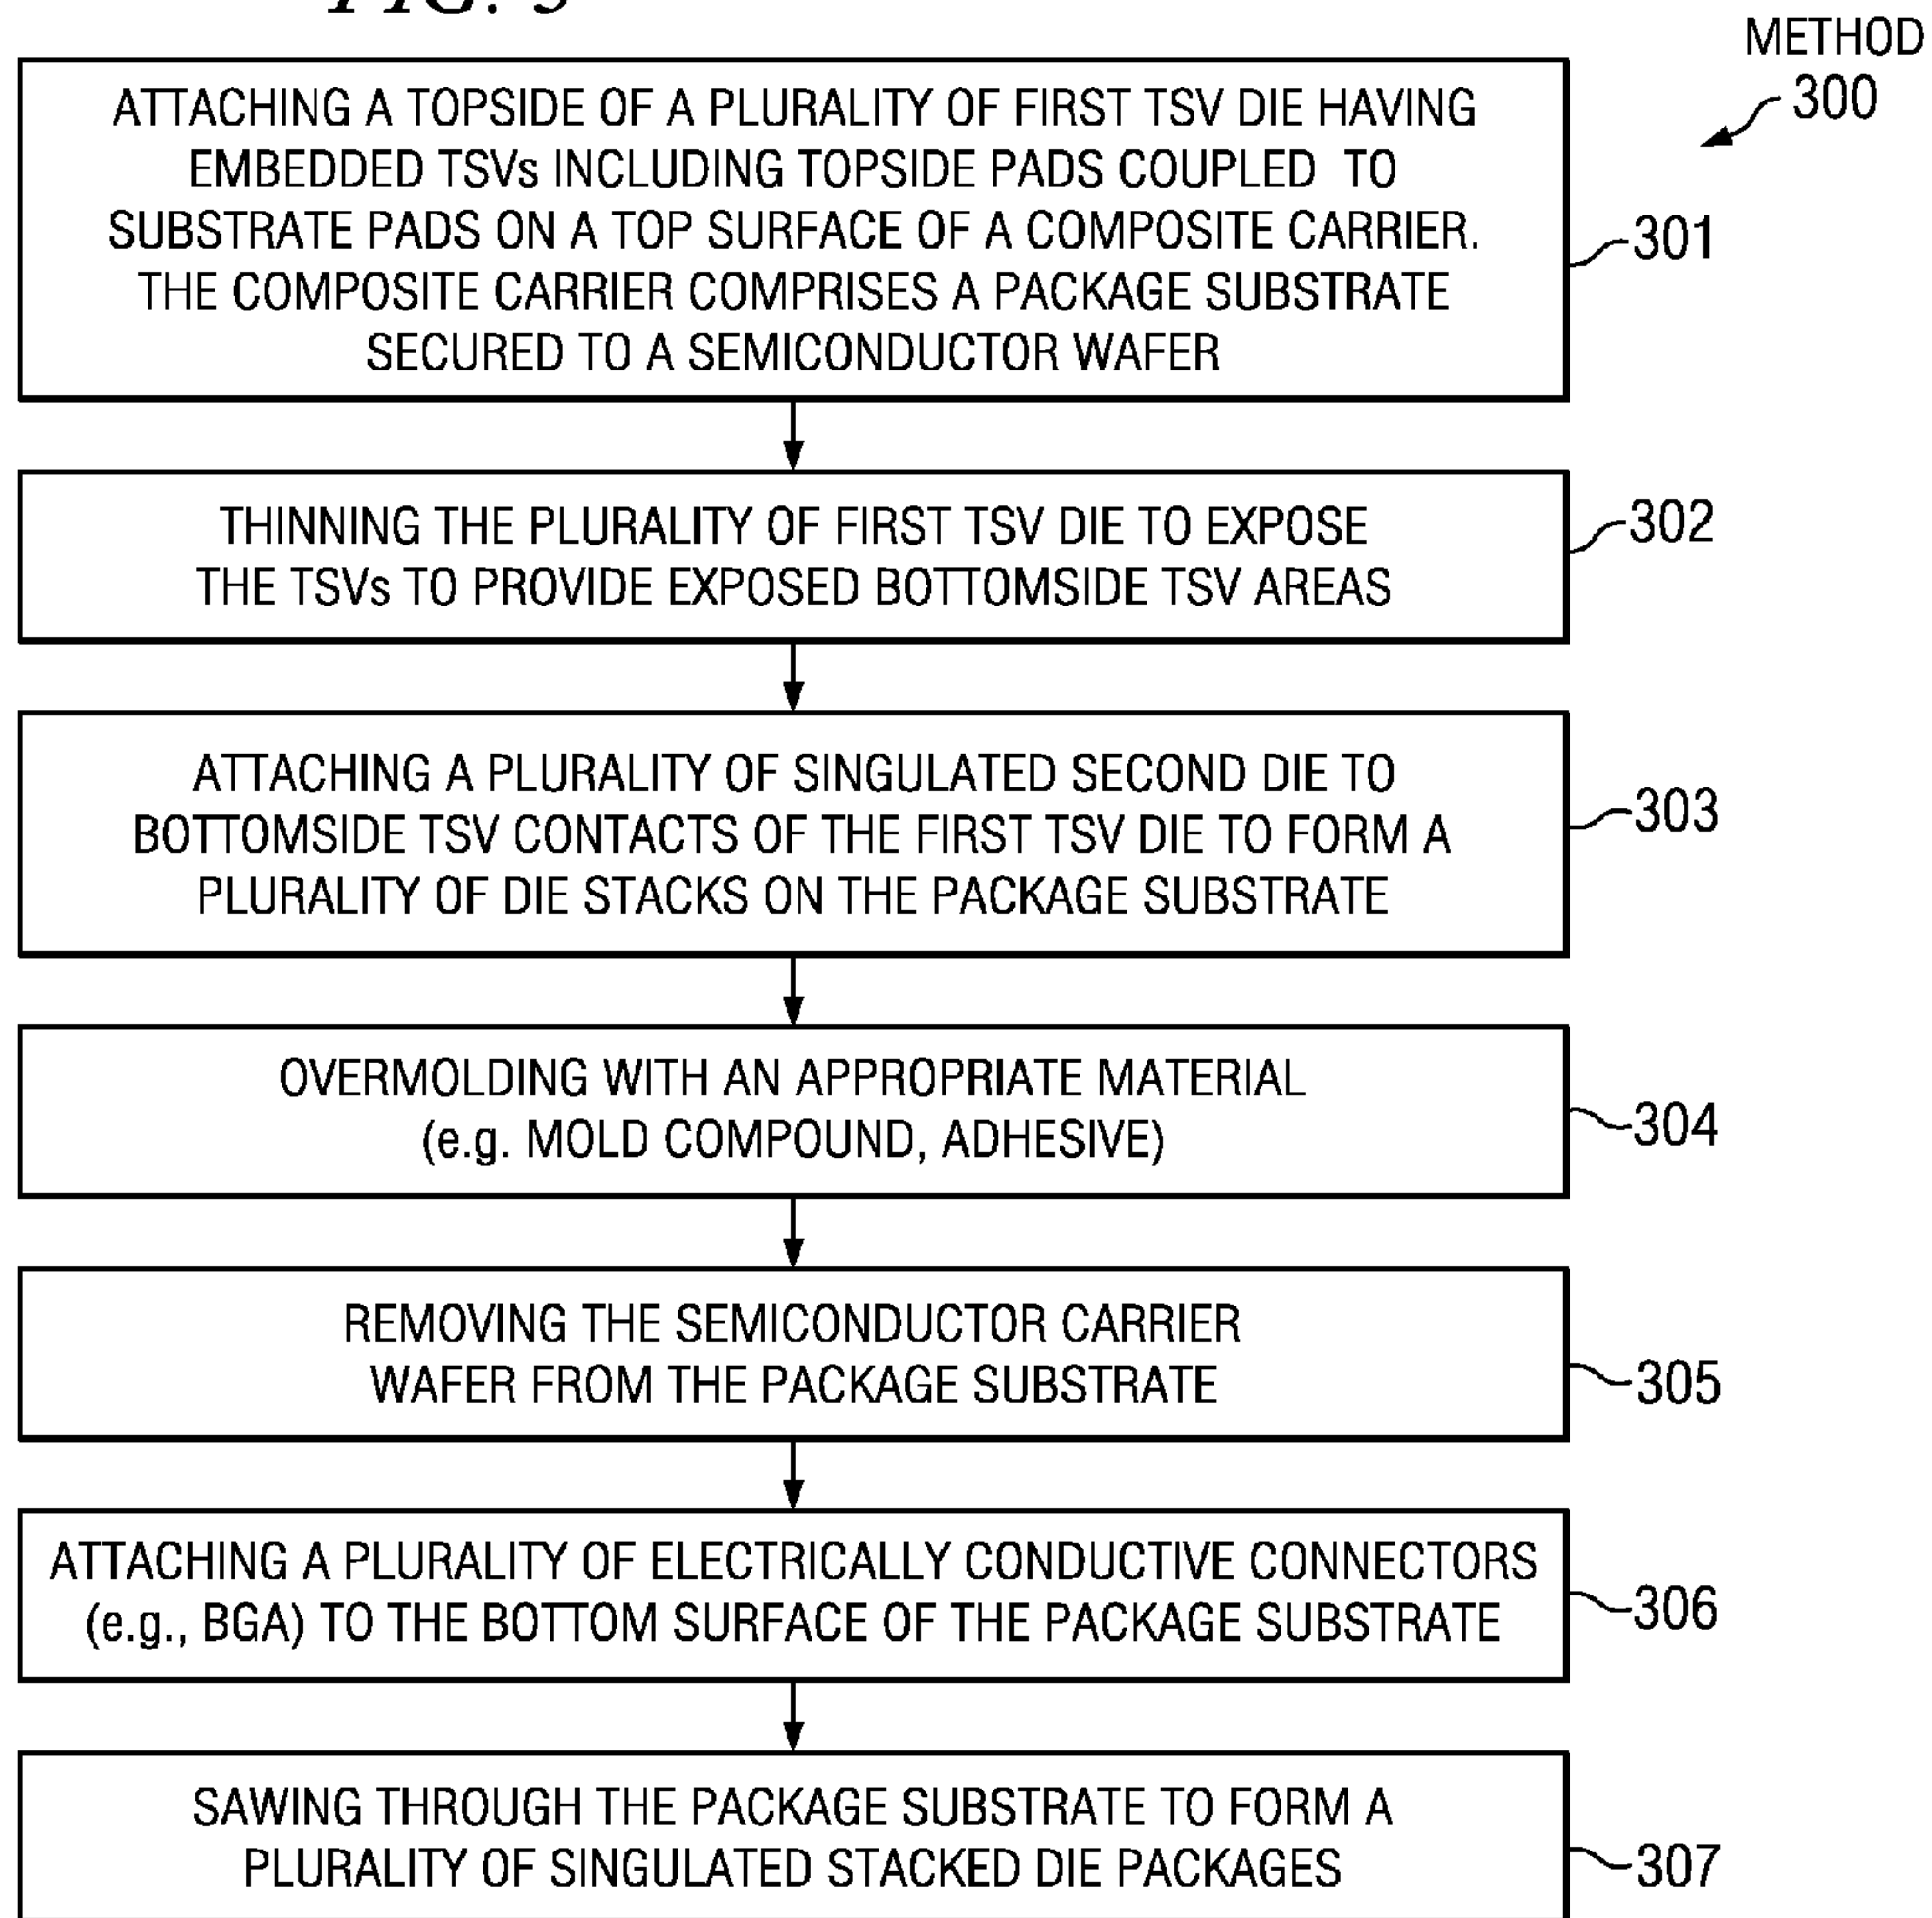 FIG. 3
METHOD
300
ATTACHING A TOPSIDE OF A PLURALITY OF FIRST TSV DIE HAVING
EMBEDDED TSVs INCLUDING TOPSIDE PADS COUPLED TO
SUBSTRATE PADS ON A TOP SURFACE OF A COMPOSITE CARRIER.
THE COMPOSITE CARRIER COMPRISES A PACKAGE SUBSTRATE
SECURED TO A SEMICONDUCTOR WAFER
301
THINNING THE PLURALITY OF FIRST TSV DIE TO EXPOSE
THE TSVs TO PROVIDE EXPOSED BOTTOMSIDE TSV AREAS
302
ATTACHING A PLURALITY OF SINGULATED SECOND DIE TO
BOTTOMSIDE TSV CONTACTS OF THE FIRST TSV DIE TO FORM A
PLURALITY OF DIE STACKS ON THE PACKAGE SUBSTRATE
303
OVERMOLDING WITH AN APPROPRIATE MATERIAL
(e.g. MOLD COMPOUND, ADHESIVE)
304
REMOVING THE SEMICONDUCTOR CARRIER
WAFER FROM THE PACKAGE SUBSTRATE
305
ATTACHING A PLURALITY OF ELECTRICALLY CONDUCTIVE CONNECTORS
(e.g., BGA) TO THE BOTTOM SURFACE OF THE PACKAGE SUBSTRATE
306
SAWING THROUGH THE PACKAGE SUBSTRATE TO FORM A
PLURALITY OF SINGULATED STACKED DIE PACKAGES
307